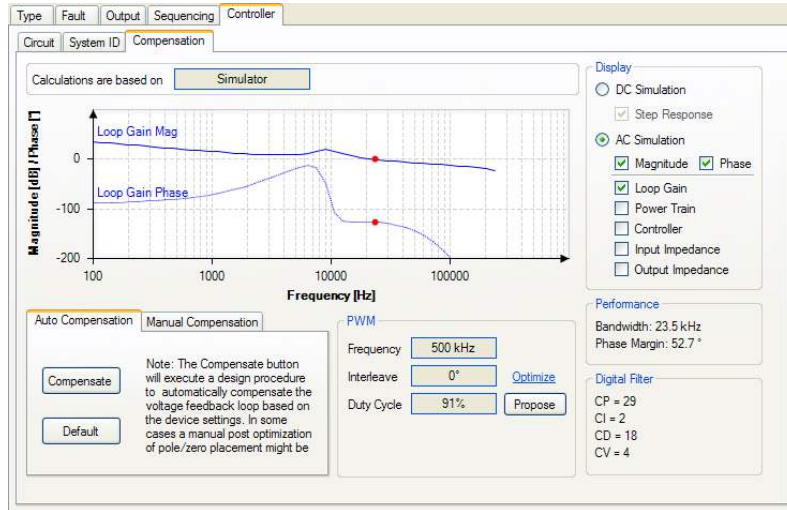 Type Fault Output Sequencing Controller
Circuit System ID Compensation
Calculations are based on Simulator
Magnitude [dB] / Phase [°]
Loop Gain Mag
Loop Gain Phase
0
-100
-200
100 1000 10000 100000
Frequency [Hz]
Display
DC Simulation
Step Response
AC Simulation
Magnitude Phase
Loop Gain
Power Train
Controller
Input Impedance
Output Impedance
Auto Compensation Manual Compensation
Compensate
Default
Note: The Compensate button
will execute a design procedure
to automatically compensate the
voltage feedback loop based on
the device settings. In some
cases a manual post optimization
of pole/zero placement might be
PWM
Frequency 500 kHz
Interleave 0° Optimize
Duty Cycle 91% Propose
Performance
Bandwidth: 23.5 kHz
Phase Margin: 52.7 °
Digital Filter
CP = 29
CI = 2
CD = 18
CV = 4